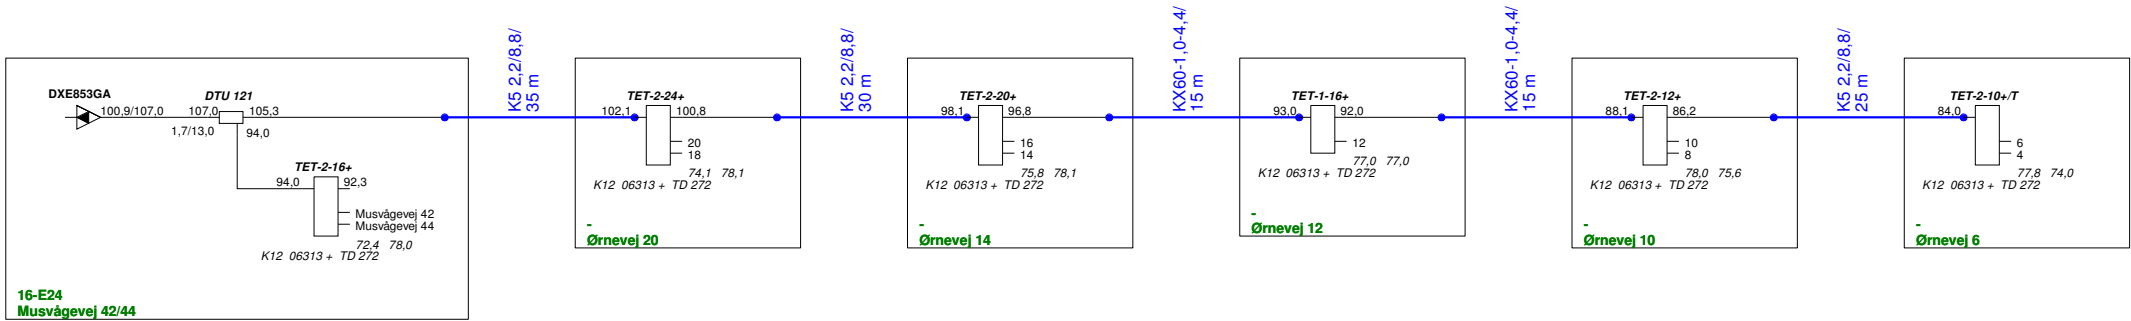 DXE853GA
100,9/107,0
107,0
DTU 121
105,3
1,7/13,0
94,0
TET-2-16+
94,0
92,3
Musvågevej 42
Musvågevej 44
72,4 78,0
K12 06313 + TD 272
16-E24
Musvågevej 42/44
K5 2,2/8,8/
35 m
TET-2-24+
102,1
100,8
20
18
74,1 78,1
K12 06313 + TD 272
-
Ørnevej 20
K5 2,2/8,8/
30 m
TET-2-20+
98,1
96,8
16
14
75,8 78,1
K12 06313 + TD 272
-
Ørnevej 14
KX60-1,0-4,4/
15 m
TET-1-16+
93,0
92,0
12
77,0 77,0
K12 06313 + TD 272
-
Ørnevej 12
KX60-1,0-4,4/
15 m
TET-2-12+
88,1
86,2
10
8
78,0 75,6
K12 06313 + TD 272
-
Ørnevej 10
K5 2,2/8,8/
25 m
TET-2-10+/T
84,0
6
4
77,8 74,0
K12 06313 + TD 272
-
Ørnevej 6